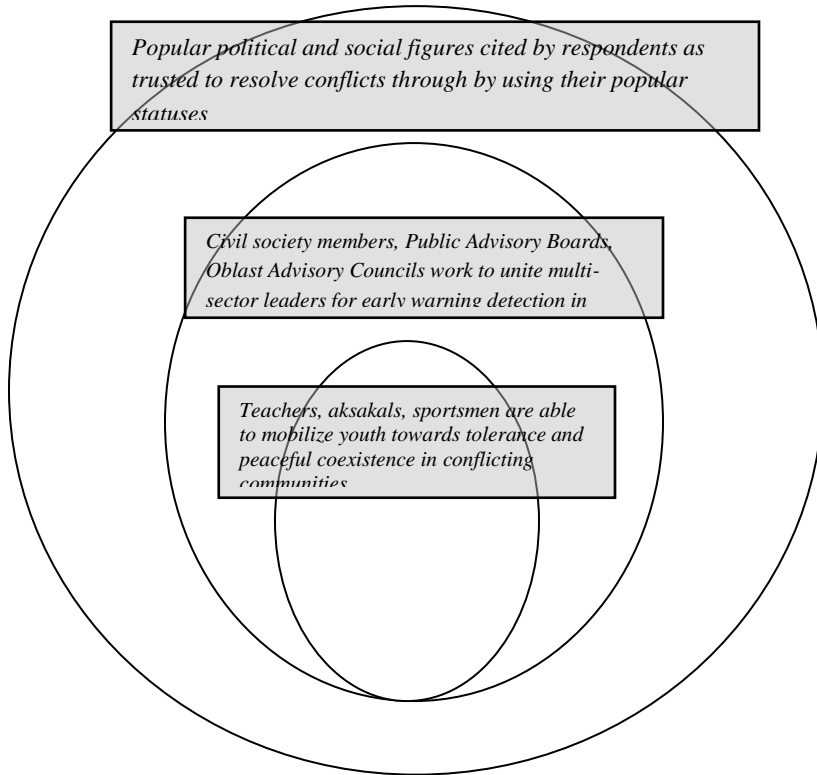 Popular political and social figures cited by respondents as
trusted to resolve conflicts through by using their popular
statuses
Civil society members, Public Advisory Boards,
Oblast Advisory Councils work to unite multi-
sector leaders for early warning detection in
Teachers, aksakals, sportsmen are able
to mobilize youth towards tolerance and
peaceful coexistence in conflicting
communities